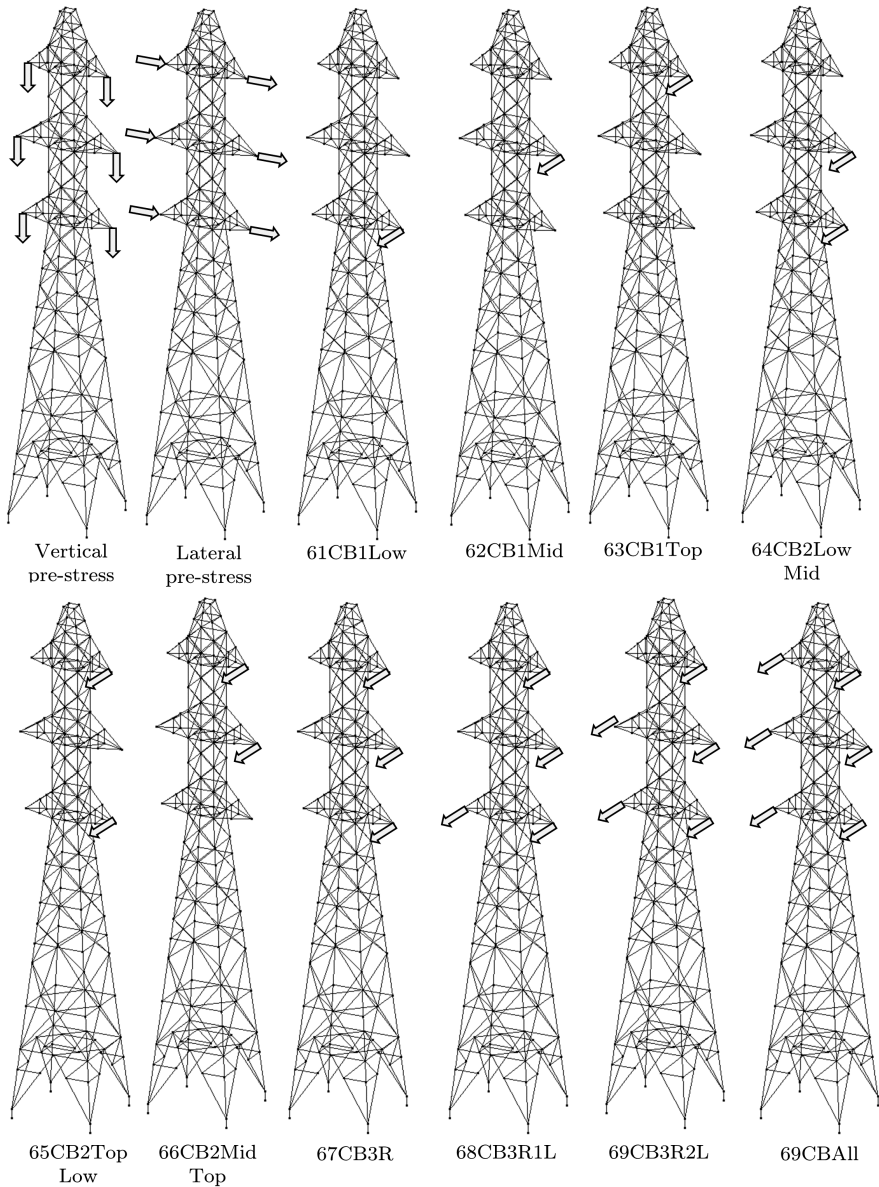 Vertical
pre-stress
Lateral
pre-stress
61CB1Low
62CB1Mid
63CB1Top
64CB2Low
Mid
65CB2Top
Low
66CB2Mid
Top
67CB3R
68CB3R1L
69CB3R2L
69CBAll